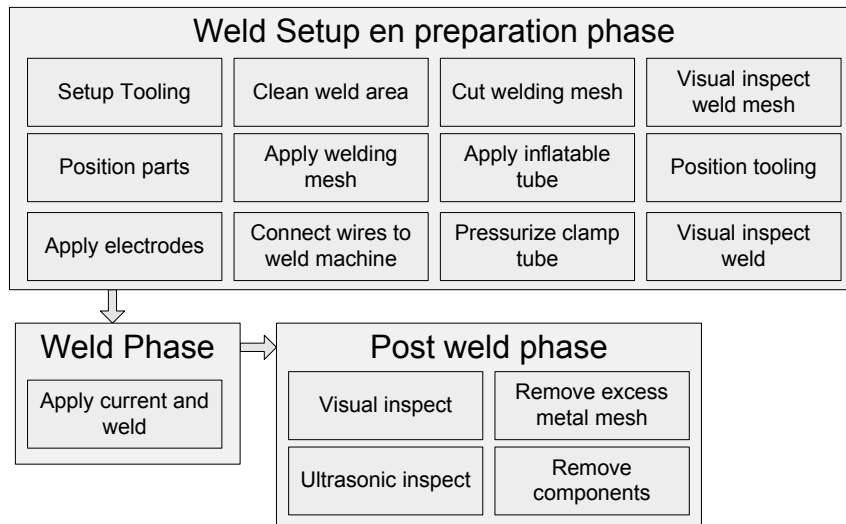 Weld Setup en preparation phase
Setup Tooling
Clean weld area
Cut welding mesh
Visual inspect
weld mesh
Position parts
Apply welding
mesh
Apply inflatable
tube
Position tooling
Apply electrodes
Connect wires to
weld machine
Pressurize clamp
tube
Visual inspect
weld
Weld Phase
Apply current and
weld
Post weld phase
Visual inspect
Remove excess
metal mesh
Ultrasonic inspect
Remove
components